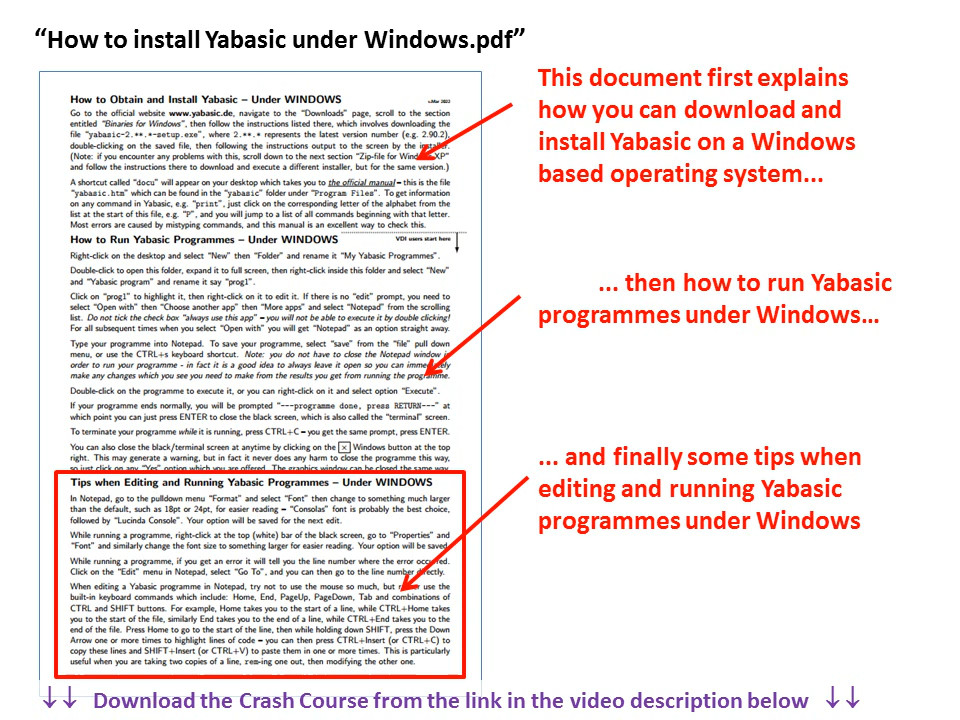 “How to install Yabasic under Windows.pdf”
How to Obtain and Install Yabasic – Under WINDOWS
v.Mar 2022
Go to the official website www.yabasic.de, navigate to the “Downloads” page, scroll to the section
entitled “Binaries for Windows”, then follow the instructions listed there, which involves downloading the
file “yabasic-2.**.*-setup.exe”, where 2.**.* represents the latest version number (e.g. 2.90.2),
double-clicking on the saved file, then following the instructions output to the screen by the installer.
(Note: if you encounter any problems with this, scroll down to the next section “Zip-file for Windows-XP”
and follow the instructions there to download and execute a different installer, but for the same version.)
A shortcut called “docu” will appear on your desktop which takes you to the official manual – this is the file
“yabasic.htm” which can be found in the “yabasic” folder under “Program Files”. To get information
on any command in Yabasic, e.g. “print”, just click on the corresponding letter of the alphabet from the
list at the start of this file, e.g. “P”, and you will jump to a list of all commands beginning with that letter.
Most errors are caused by mistyping commands, and this manual is an excellent way to check this.
How to Run Yabasic Programmes – Under WINDOWS
VDI users start here
Right-click on the desktop and select “New” then “Folder” and rename it “My Yabasic Programmes”.
Double-click to open this folder, expand it to full screen, then right-click inside this folder and select “New”
and “Yabasic program” and rename it say “prog1”.
Click on “prog1” to highlight it, then right-click on it to edit it. If there is no “edit” prompt, you need to
select “Open with” then “Choose another app” then “More apps” and select “Notepad” from the scrolling
list. Do not tick the check box “always use this app” – you will not be able to execute it by double clicking!
For all subsequent times when you select “Open with” you will get “Notepad” as an option straight away.
Type your programme into Notepad. To save your programme, select “save” from the “file” pull down
menu, or use the CTRL+s keyboard shortcut. Note: you do not have to close the Notepad window in
order to run your programme - in fact it is a good idea to always leave it open so you can immediately
make any changes which you see you need to make from the results you get from running the programme.
Double-click on the programme to execute it, or you can right-click on it and select option “Execute”.
If your programme ends normally, you will be prompted “---programme done, press RETURN---” at
which point you can just press ENTER to close the black screen, which is also called the “terminal” screen.
To terminate your programme while it is running, press CTRL+C – you get the same prompt, press ENTER.
You can also close the black/terminal screen at anytime by clicking on the x Windows button at the top
right. This may generate a warning, but in fact it never does any harm to close the programme this way,
so just click on any “Yes” option which you are offered. The graphics window can be closed the same way.
Tips when Editing and Running Yabasic Programmes – Under WINDOWS
In Notepad, go to the pulldown menu “Format” and select “Font” then change to something much larger
than the default, such as 18pt or 24pt, for easier reading – “Consolas” font is probably the best choice,
followed by “Lucinda Console”. Your option will be saved for the next edit.
While running a programme, right-click at the top (white) bar of the black screen, go to “Properties” and
“Font” and similarly change the font size to something larger for easier reading. Your option will be saved.
While running a programme, if you get an error it will tell you the line number where the error occurred.
Click on the “Edit” menu in Notepad, select “Go To”, and you can then go to the line number directly.
When editing a Yabasic programme in Notepad, try not to use the mouse so much, but rather use the
built-in keyboard commands which include: Home, End, PageUp, PageDown, Tab and combinations of
CTRL and SHIFT buttons. For example, Home takes you to the start of a line, while CTRL+Home takes
you to the start of the file, similarly End takes you to the end of a line, while CTRL+End takes you to the
end of the file. Press Home to go to the start of the line, then while holding down SHIFT, press the Down
Arrow one or more times to highlight lines of code – you can then press CTRL+Insert (or CTRL+C) to
copy these lines and SHIFT+Insert (or CTRL+V) to paste them in one or more times. This is particularly
useful when you are taking two copies of a line, rem-ing one out, then modifying the other one.
This document first explains
how you can download and
install Yabasic on a Windows
based operating system...
... then how to run Yabasic
programmes under Windows…
... and finally some tips when
editing and running Yabasic
programmes under Windows
↓↓ Download the Crash Course from the link in the video description below ↓↓